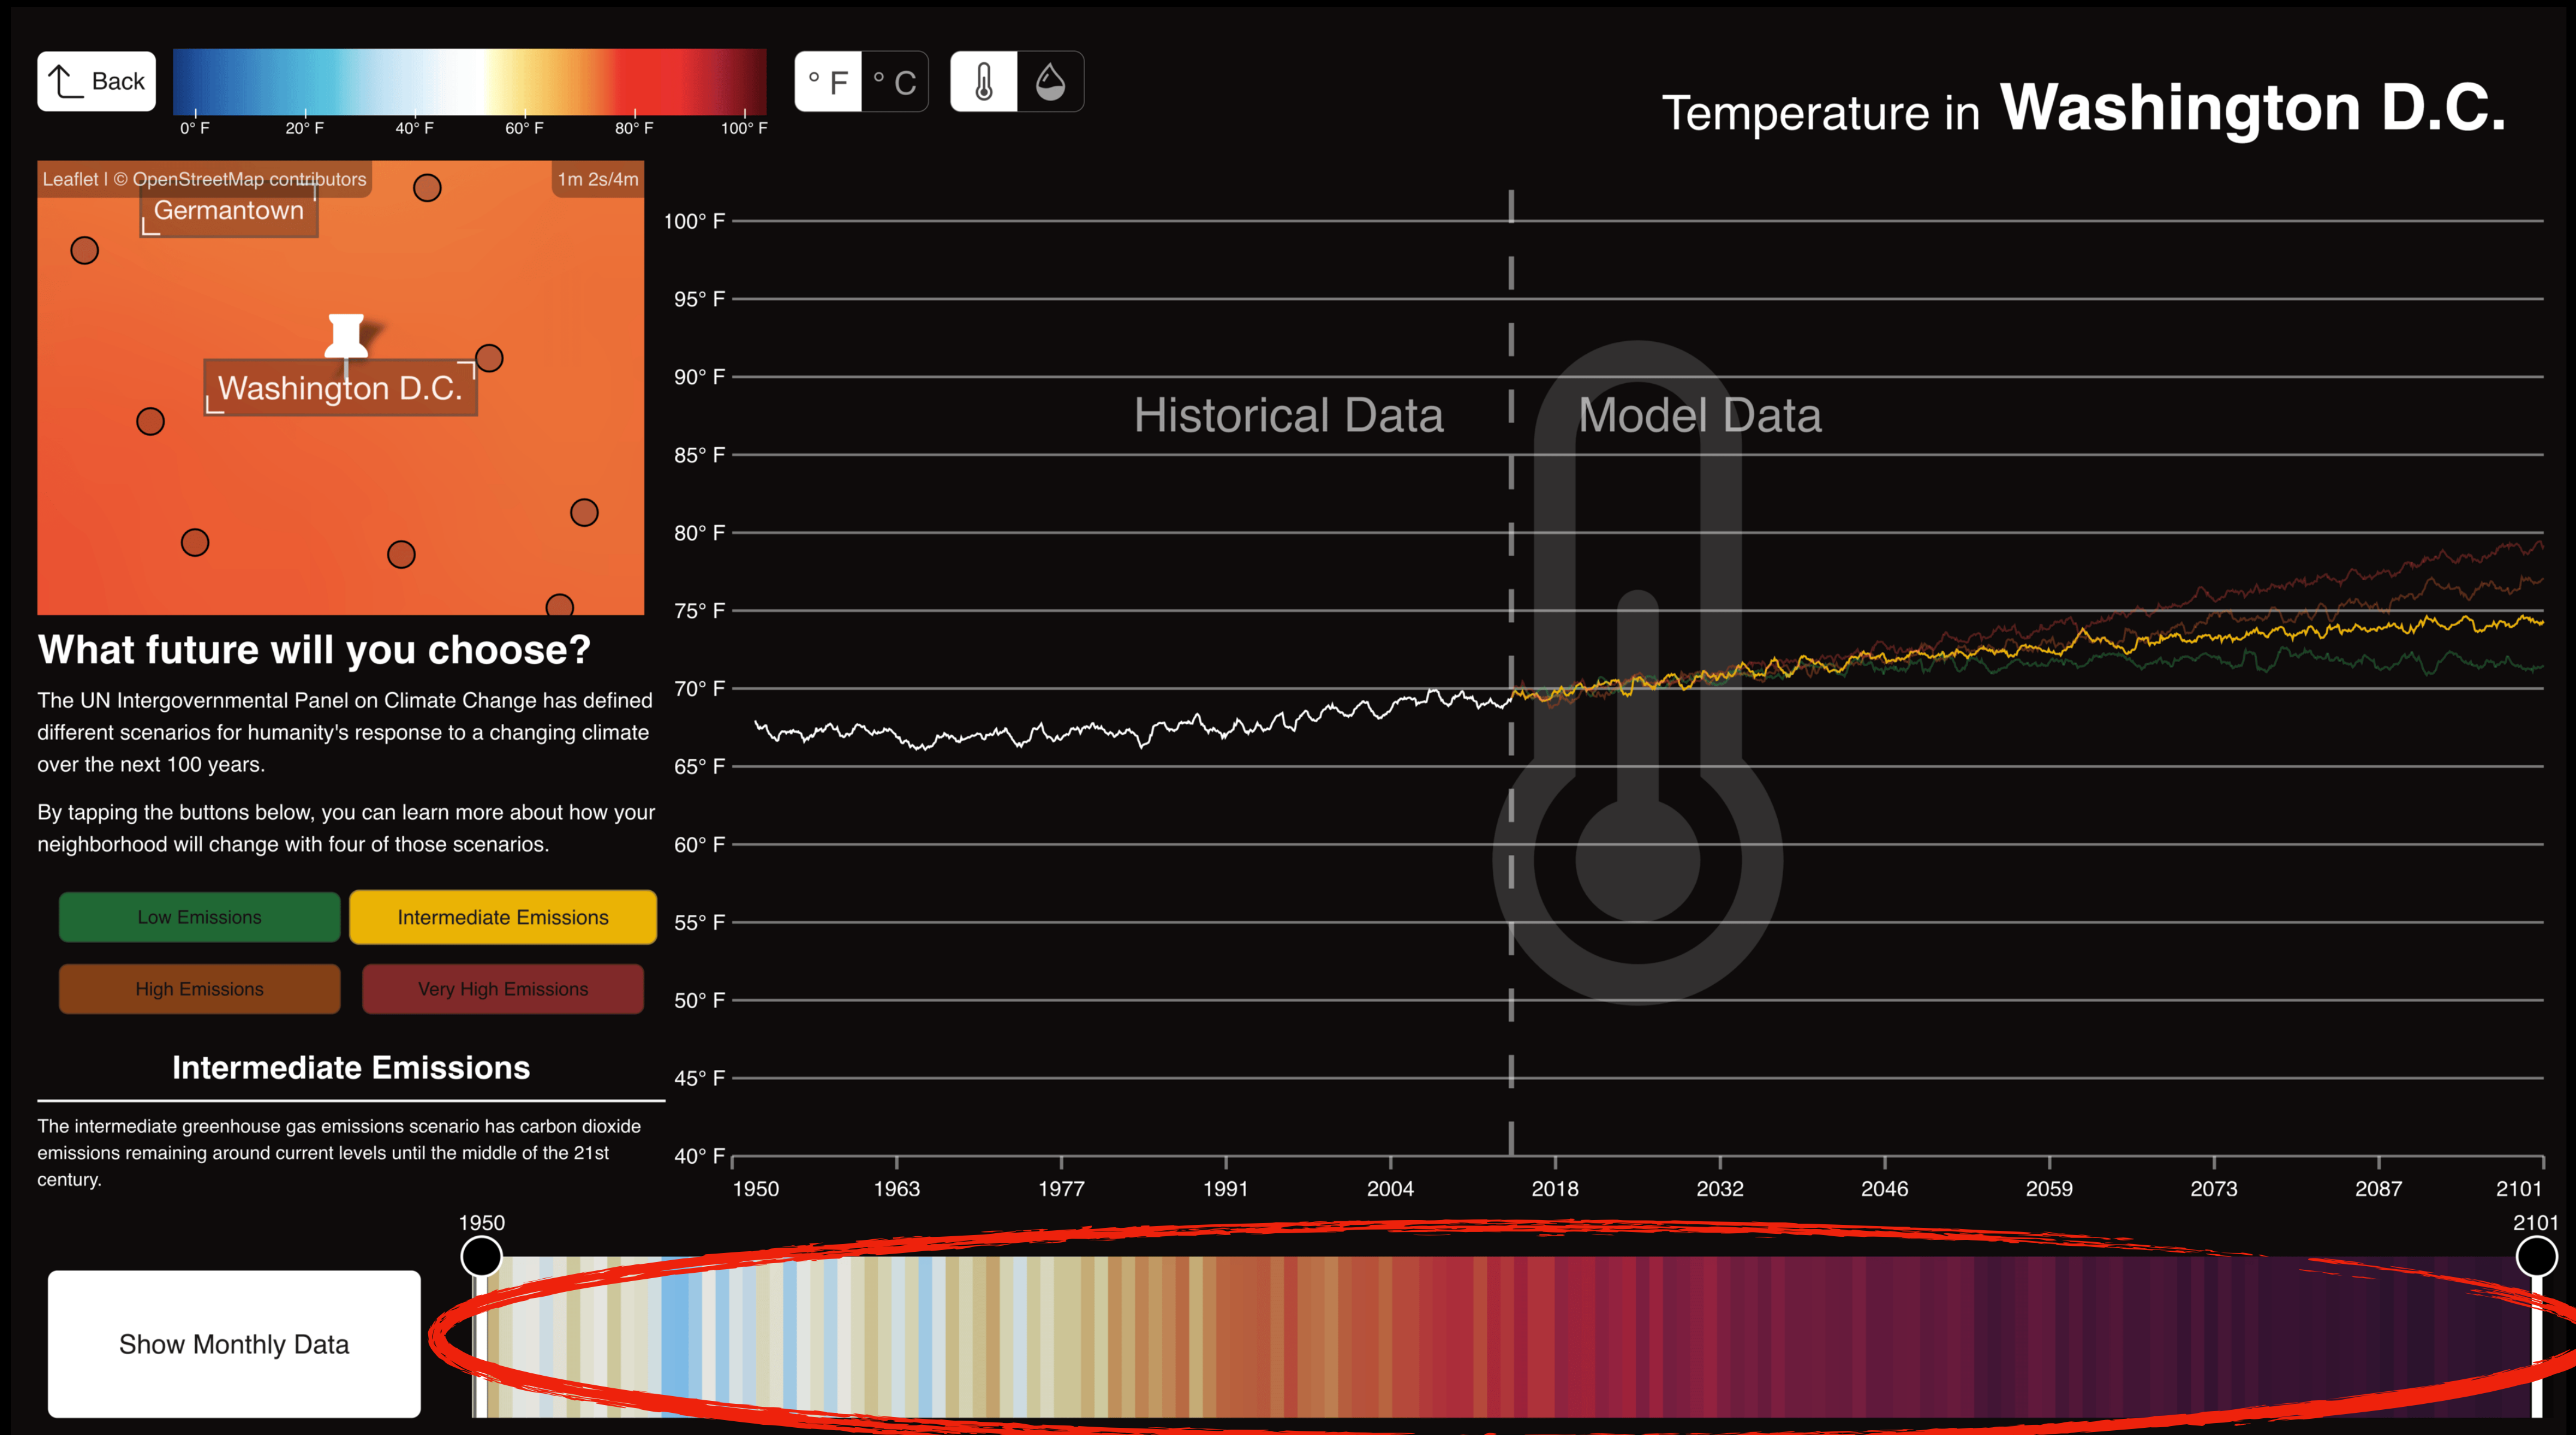 Back
0° F 20° F 40° F 60° F 80° F 100° F
° F ° C
Temperature in Washington D.C.
Leaflet | © OpenStreetMap contributors
1m 2s/4m
Germantown
Washington D.C.
What future will you choose?
The UN Intergovernmental Panel on Climate Change has defined
different scenarios for humanity's response to a changing climate
over the next 100 years.
By tapping the buttons below, you can learn more about how your
neighborhood will change with four of those scenarios.
Low Emissions
Intermediate Emissions
High Emissions
Very High Emissions
Intermediate Emissions
The intermediate greenhouse gas emissions scenario has carbon dioxide
emissions remaining around current levels until the middle of the 21st
century.
100° F
95° F
90° F
85° F
80° F
75° F
70° F
65° F
60° F
55° F
50° F
45° F
40° F
Historical Data
Model Data
1950 1963 1977 1991 2004 2018 2032 2046 2059 2073 2087 2101
1950
2101
Show Monthly Data